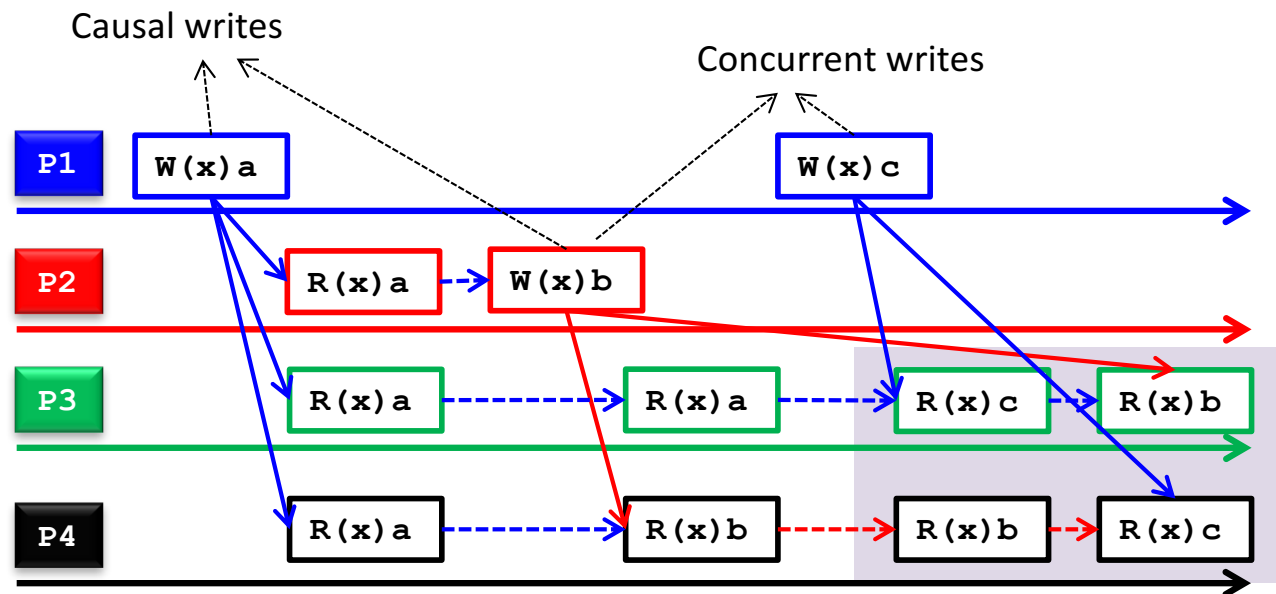 Causal writes
Concurrent writes
P1 W(x)a W(x)c
P2 R(x)a W(x)b
P3 R(x)a R(x)a R(x)c R(x)b
P4 R(x)a R(x)b R(x)b R(x)c